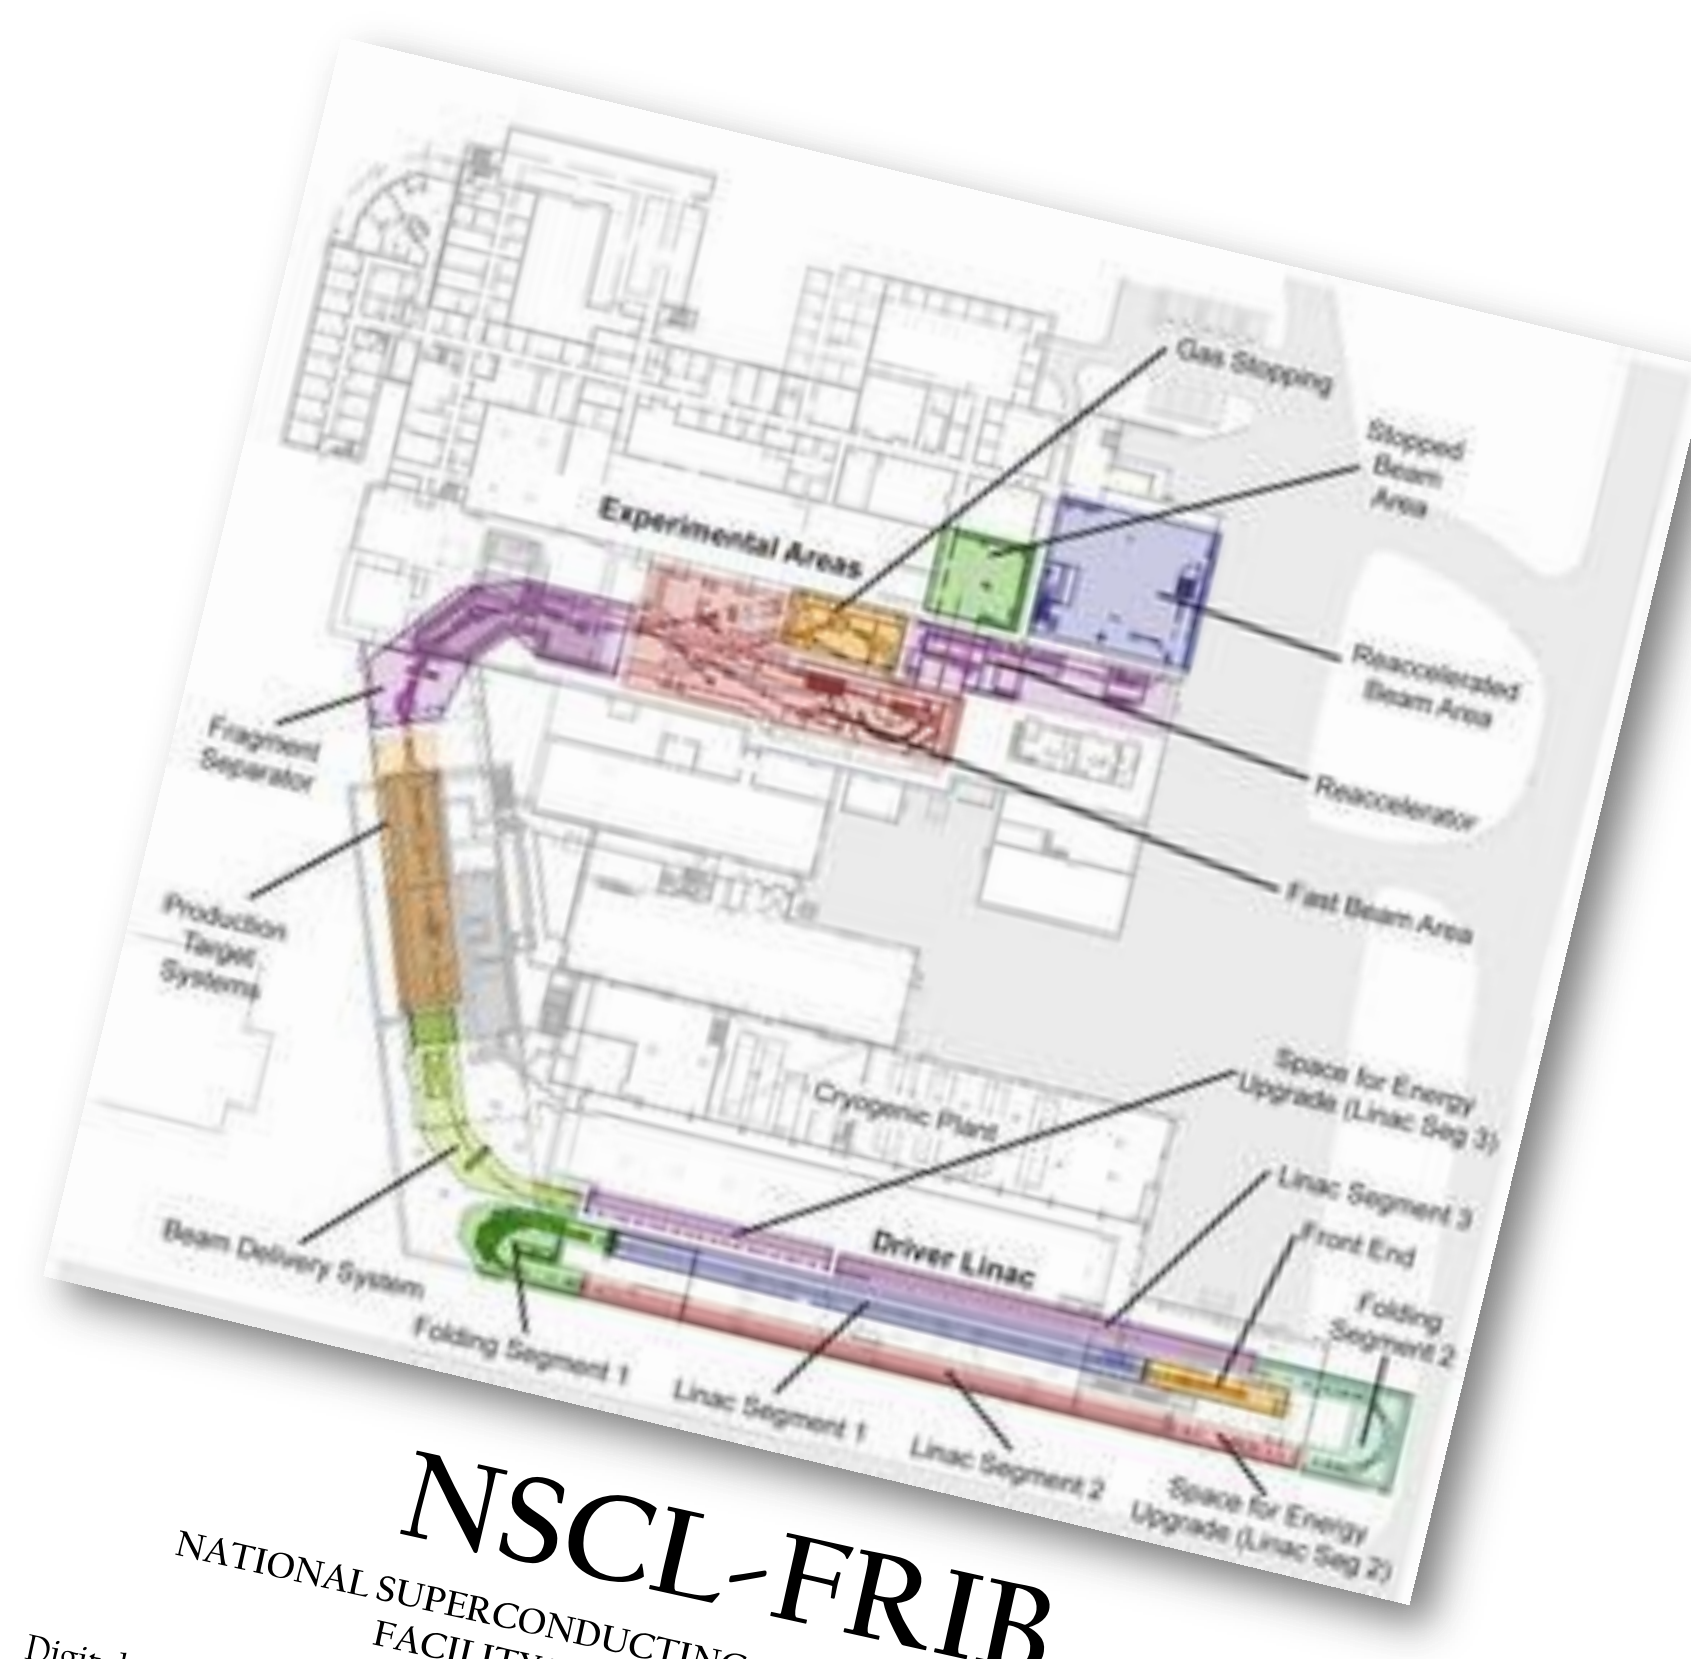 Gas Stopping
Stopped
Beam
Area
Experimental Areas
Reaccelerated
Beam Area
Fragment
Separator
Reaccelerator
Fast Beam Area
Production
Target
Systems
Space for Energy
Upgrade (Linac Seg 3)
Cryogenic Plant
Linac Segment 3
Front End
Driver Linac
Beam Delivery System
Folding
Segment 2
Folding Segment 1
Linac Segment 1
Linac Segment 2
Space for Energy
Upgrade (Linac Seg 2)
NSCL-FRIB
NATIONAL SUPERCONDUCTING
FACILITY